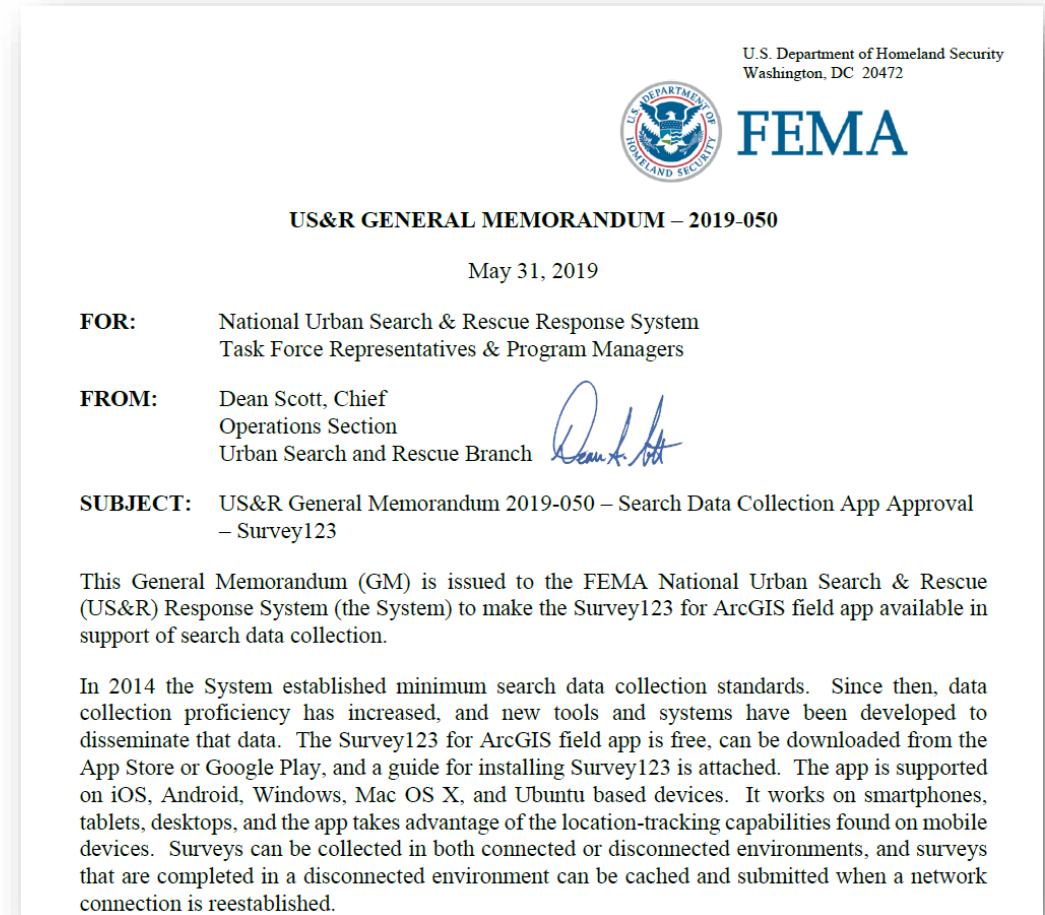 U.S. Department of Homeland Security
Washington, DC  20472
U.S. DEPARTMENT OF HOMELAND SECURITY
FEMA
US&R GENERAL MEMORANDUM – 2019-050
May 31, 2019
FOR: National Urban Search & Rescue Response System
Task Force Representatives & Program Managers
FROM: Dean Scott, Chief
Operations Section
Urban Search and Rescue Branch Dean A. Scott
SUBJECT: US&R General Memorandum 2019-050 – Search Data Collection App Approval
– Survey123
This General Memorandum (GM) is issued to the FEMA National Urban Search & Rescue
(US&R) Response System (the System) to make the Survey123 for ArcGIS field app available in
support of search data collection.
In 2014 the System established minimum search data collection standards.  Since then, data
collection proficiency has increased, and new tools and systems have been developed to
disseminate that data.  The Survey123 for ArcGIS field app is free, can be downloaded from the
App Store or Google Play, and a guide for installing Survey123 is attached.  The app is supported
on iOS, Android, Windows, Mac OS X, and Ubuntu based devices.  It works on smartphones,
tablets, desktops, and the app takes advantage of the location-tracking capabilities found on mobile
devices.  Surveys can be collected in both connected or disconnected environments, and surveys
that are completed in a disconnected environment can be cached and submitted when a network
connection is reestablished.